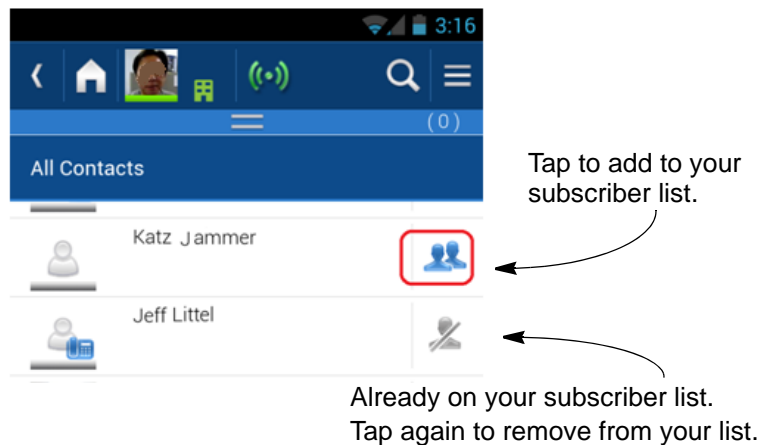 3:16
(0)
All Contacts
Tap to add to your
subscriber list.
Katz Jammer
Jeff Littel
Already on your subscriber list.
Tap again to remove from your list.